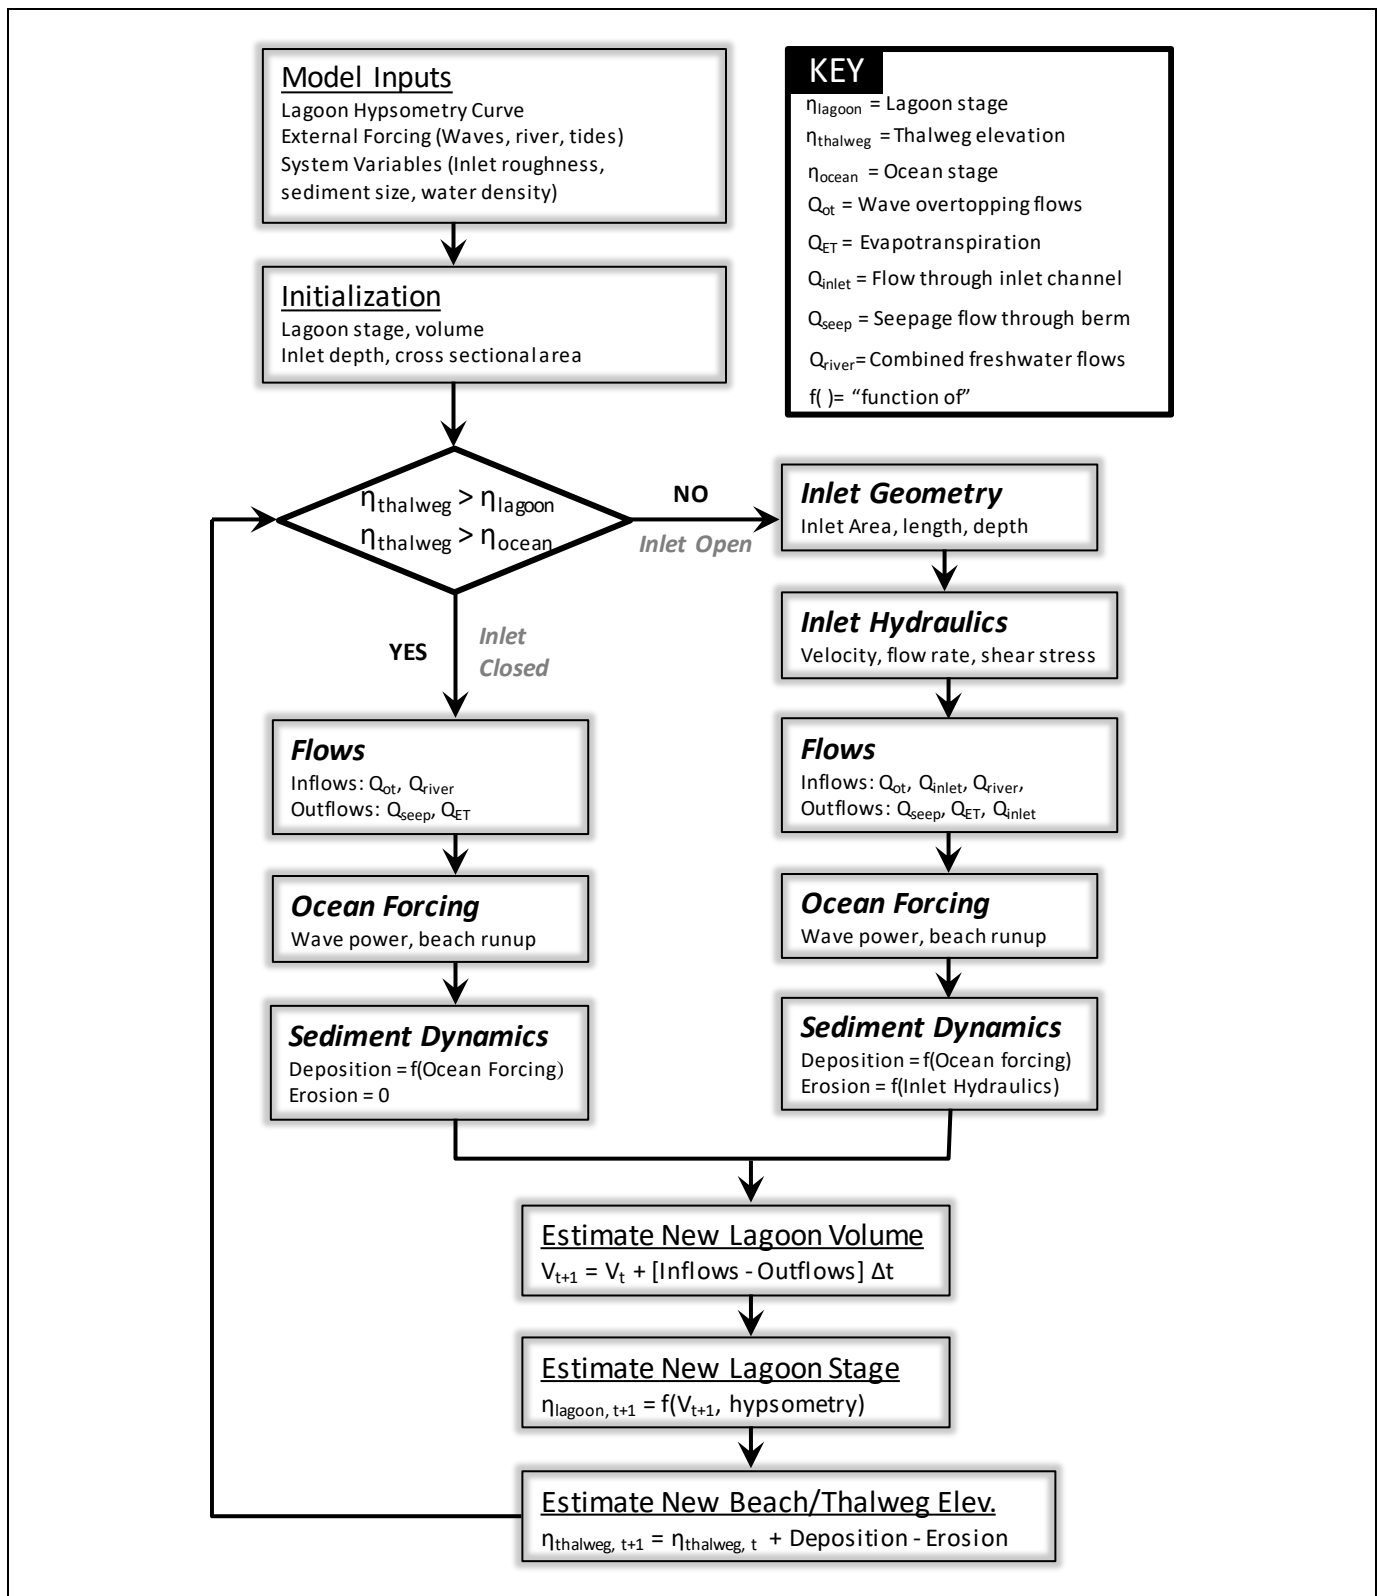 Model Inputs
Lagoon Hypsometry Curve
External Forcing (Waves, river, tides)
System Variables (Inlet roughness,
sediment size, water density)
KEY
ηlagoon = Lagoon stage
ηthalweg = Thalweg elevation
ηocean = Ocean stage
Qot = Wave overtopping flows
QET = Evapotranspiration
Qinlet = Flow through inlet channel
Qseep = Seepage flow through berm
Qriver= Combined freshwater flows
f( )= “function of”
Initialization
Lagoon stage, volume
Inlet depth, cross sectional area
ηthalweg > ηlagoon
ηthalweg > ηocean
NO
Inlet Open
YES
Inlet
Closed
Inlet Geometry
Inlet Area, length, depth
Inlet Hydraulics
Velocity, flow rate, shear stress
Flows
Inflows: Qot, Qriver
Outflows: Qseep, QET
Flows
Inflows: Qot, Qinlet, Qriver,
Outflows: Qseep, QET, Qinlet
Ocean Forcing
Wave power, beach runup
Ocean Forcing
Wave power, beach runup
Sediment Dynamics
Deposition = f(Ocean Forcing)
Erosion = 0
Sediment Dynamics
Deposition = f(Ocean forcing)
Erosion = f(Inlet Hydraulics)
Estimate New Lagoon Volume
Vt+1 = Vt + [Inflows - Outflows] Δt
Estimate New Lagoon Stage
ηlagoon, t+1 = f(Vt+1, hypsometry)
Estimate New Beach/Thalweg Elev.
ηthalweg, t+1 = ηthalweg, t + Deposition - Erosion